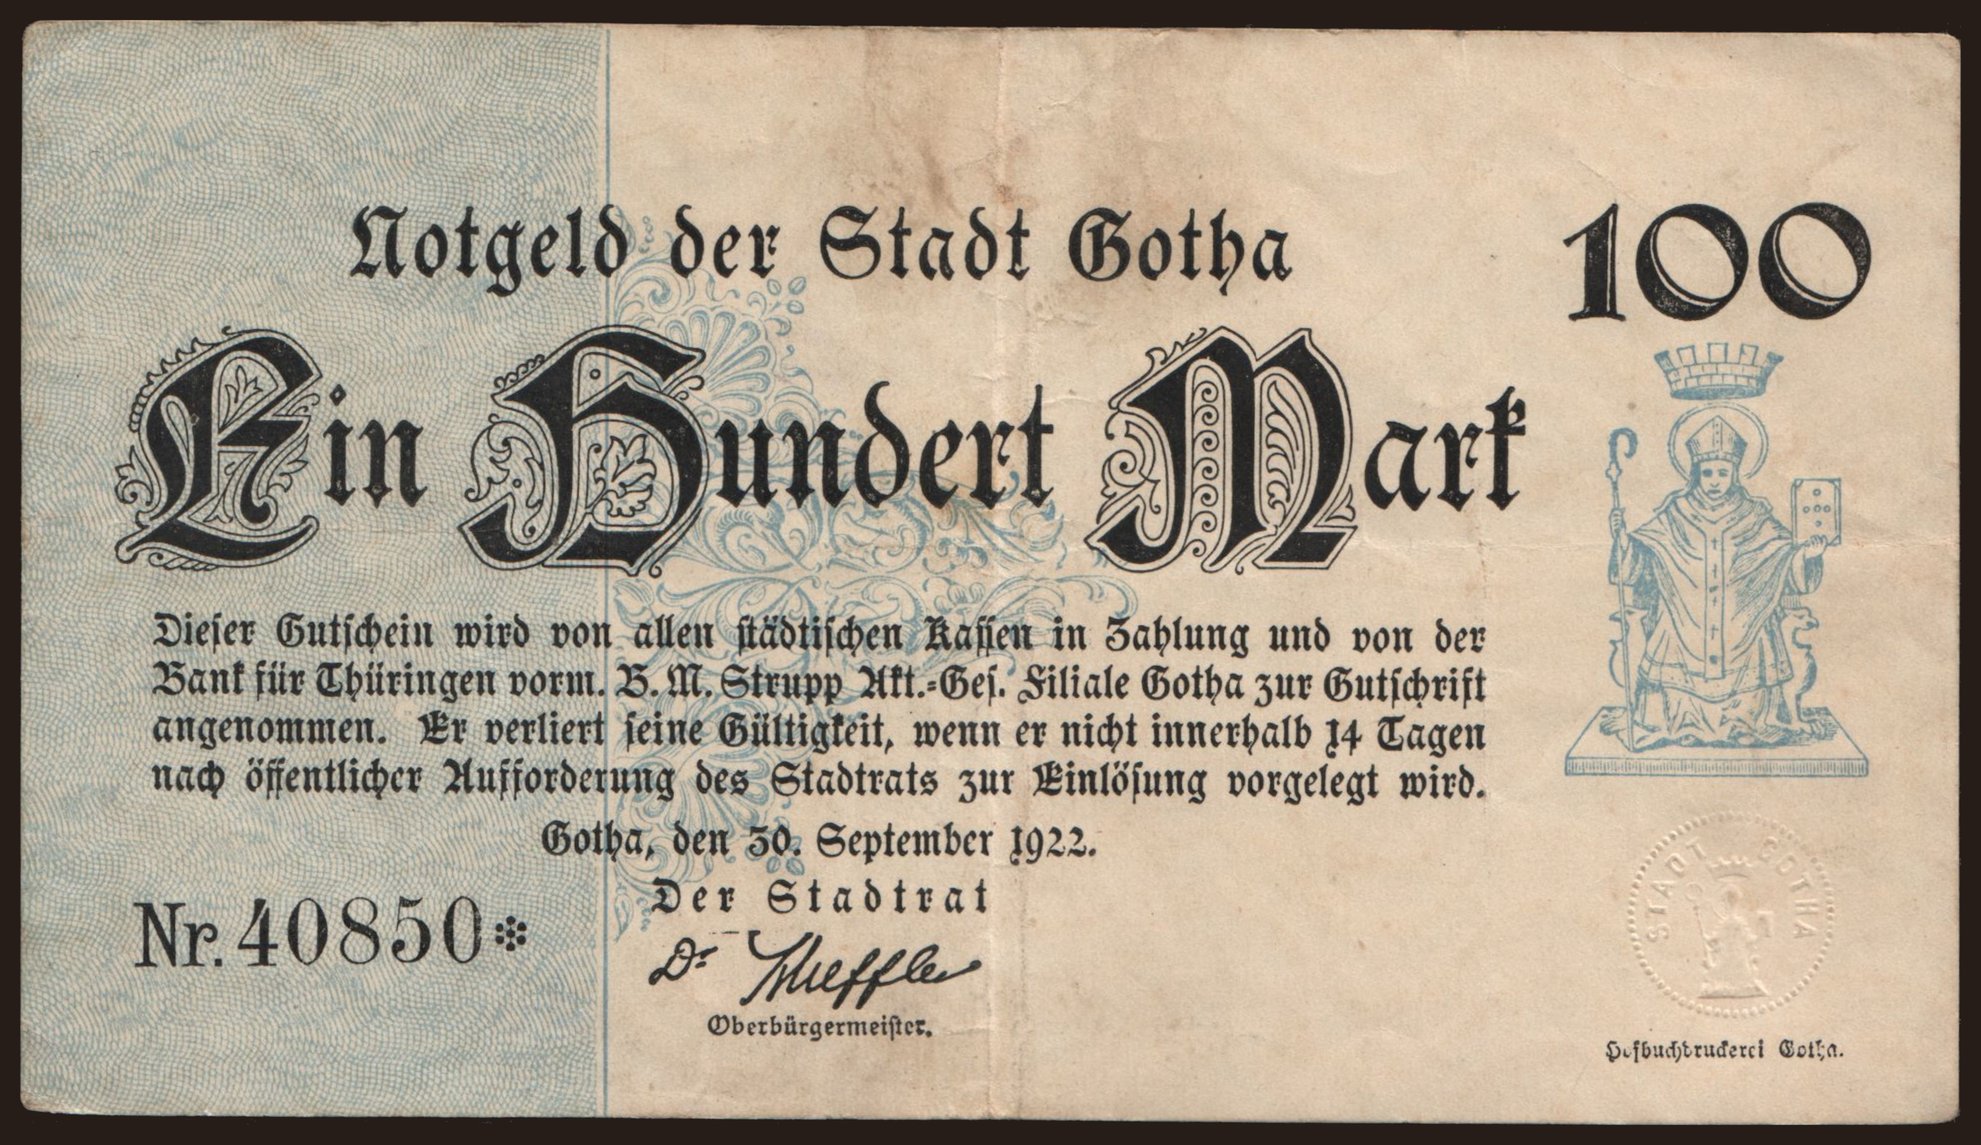 Notgeld der Stadt Gotha
100
Ein Hundert Mark
Dieser Gutschein wird von allen städtischen Kassen in Zahlung und von der
Bank für Thüringen vorm. B. M. Strupp Akt.=Ges. Filiale Gotha zur Gutschrift
angenommen. Er verliert seine Gültigkeit, wenn er nicht innerhalb 14 Tagen
nach öffentlicher Aufforderung des Stadtrats zur Einlösung vorgelegt wird.
Gotha, den 30. September 1922.
Der Stadtrat
Nr. 40850*
Dr Scheffler
Oberbürgermeister.
STADT GOTHA
Hofbuchdruckerei Gotha.